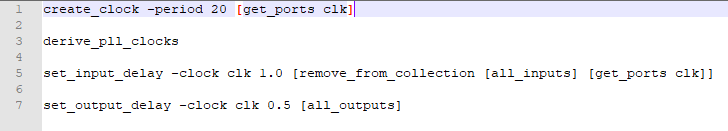 1 create_clock -period 20 [get_ports clk]
2
3 derive_pll_clocks
4
5 set_input_delay -clock clk 1.0 [remove_from_collection [all_inputs] [get_ports clk]]
6
7 set_output_delay -clock clk 0.5 [all_outputs]